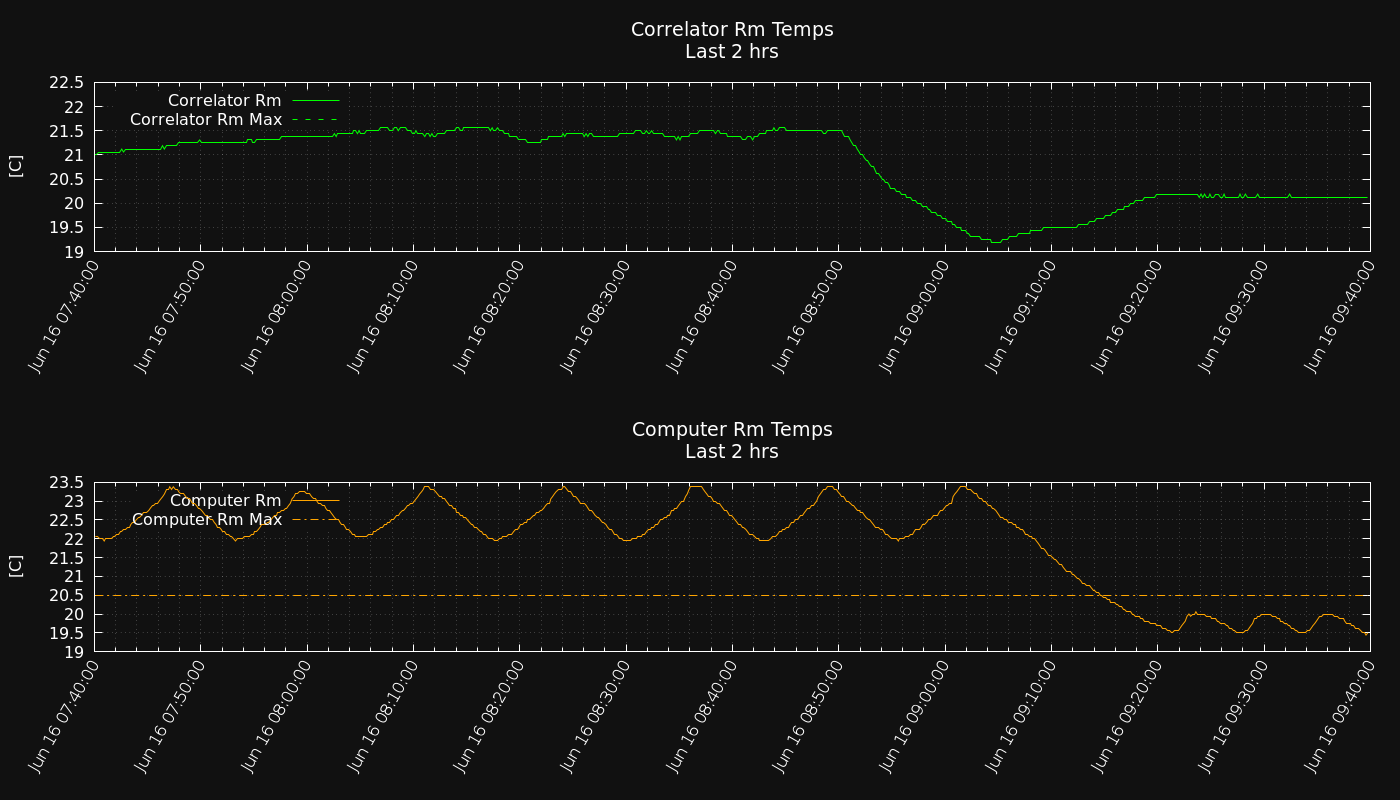 Correlator Rm Temps
Last 2 hrs
22.5
22
21.5
21
20.5
20
19.5
19
[C]
Correlator Rm
Correlator Rm Max
Jun 16 07:40:00
Jun 16 07:50:00
Jun 16 08:00:00
Jun 16 08:10:00
Jun 16 08:20:00
Jun 16 08:30:00
Jun 16 08:40:00
Jun 16 08:50:00
Jun 16 09:00:00
Jun 16 09:10:00
Jun 16 09:20:00
Jun 16 09:30:00
Jun 16 09:40:00
Computer Rm Temps
Last 2 hrs
23.5
23
22.5
22
21.5
21
20.5
20
19.5
19
[C]
Computer Rm
Computer Rm Max
Jun 16 07:40:00
Jun 16 07:50:00
Jun 16 08:00:00
Jun 16 08:10:00
Jun 16 08:20:00
Jun 16 08:30:00
Jun 16 08:40:00
Jun 16 08:50:00
Jun 16 09:00:00
Jun 16 09:10:00
Jun 16 09:20:00
Jun 16 09:30:00
Jun 16 09:40:00